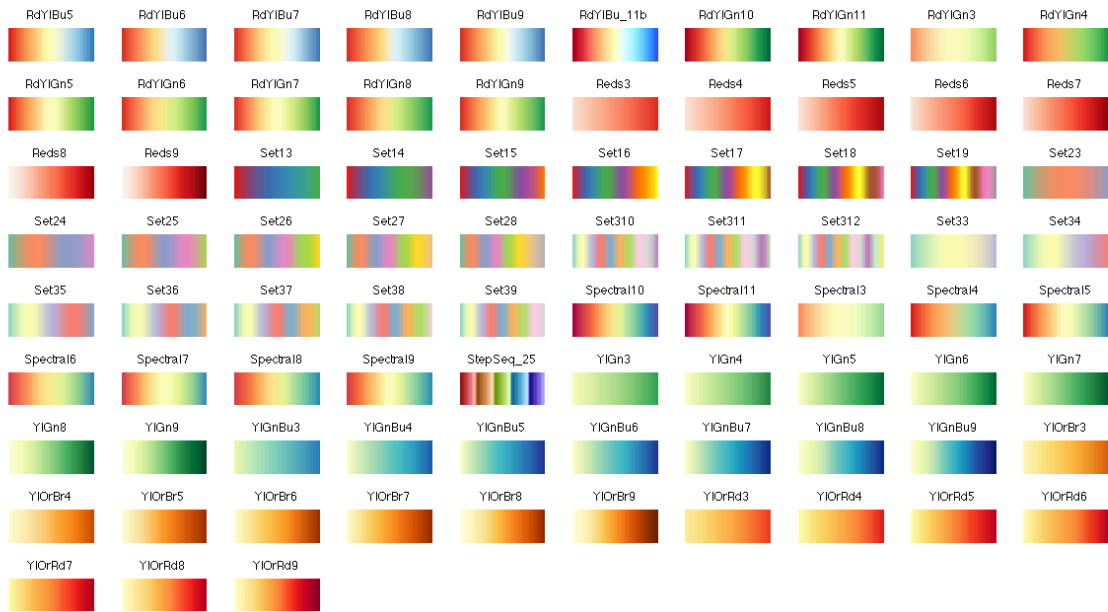 RdYlBu5 RdYlBu6 RdYlBu7 RdYlBu8 RdYlBu9 RdYlBu_11b RdYlGn10 RdYlGn11 RdYlGn3 RdYlGn4
RdYlGn5 RdYlGn6 RdYlGn7 RdYlGn8 RdYlGn9 Reds3 Reds4 Reds5 Reds6 Reds7
Reds8 Reds9 Set13 Set14 Set15 Set16 Set17 Set18 Set19 Set23
Set24 Set25 Set26 Set27 Set28 Set310 Set311 Set312 Set33 Set34
Set35 Set36 Set37 Set38 Set39 Spectral10 Spectral11 Spectral3 Spectral4 Spectral5
Spectral6 Spectral7 Spectral8 Spectral9 StepSeq_25 YlGn3 YlGn4 YlGn5 YlGn6 YlGn7
YlGn8 YlGn9 YlGnBu3 YlGnBu4 YlGnBu5 YlGnBu6 YlGnBu7 YlGnBu8 YlGnBu9 YlOrBr3
YlOrBr4 YlOrBr5 YlOrBr6 YlOrBr7 YlOrBr8 YlOrBr9 YlOrRd3 YlOrRd4 YlOrRd5 YlOrRd6
YlOrRd7 YlOrRd8 YlOrRd9